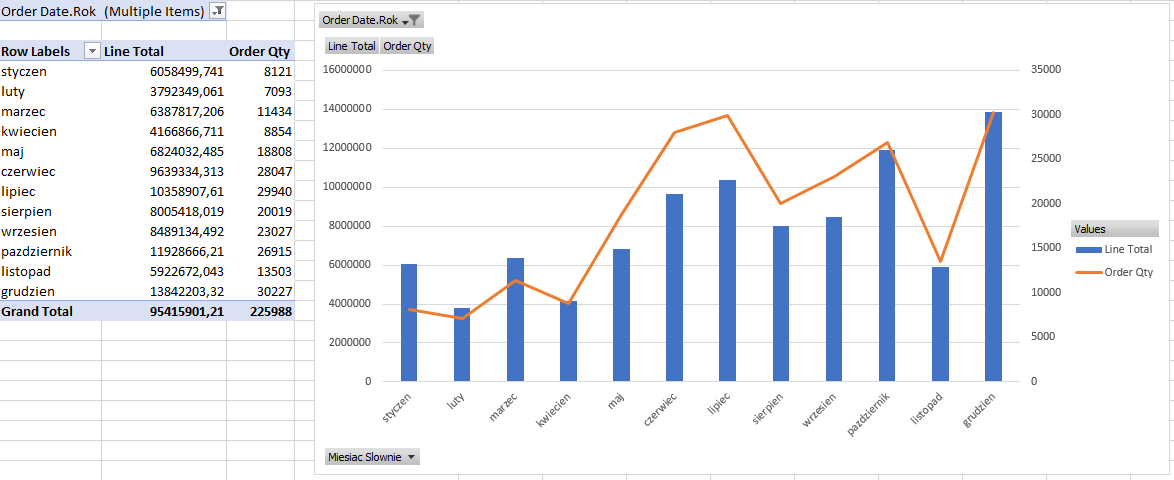 Order Date.Rok (Multiple Items)
Row Labels Line Total Order Qty
styczen 6058499,741 8121
luty 3792349,061 7093
marzec 6387817,206 11434
kwiecien 4166866,711 8854
maj 6824032,485 18808
czerwiec 9639334,313 28047
lipiec 10358907,61 29940
sierpien 8005418,019 20019
wrzesien 8489134,492 23027
pazdziernik 11928666,21 26915
listopad 5922672,043 13503
grudzien 13842203,32 30227
Grand Total 95415901,21 225988
Order Date.Rok
Line Total Order Qty
16000000
14000000
12000000
10000000
8000000
6000000
4000000
2000000
0
35000
30000
25000
20000
15000
10000
5000
0
styczen
luty
marzec
kwiecien
maj
czerwiec
lipiec
sierpien
wrzesien
pazdziernik
listopad
grudzien
Values
Line Total
Order Qty
Miesiac Slownie